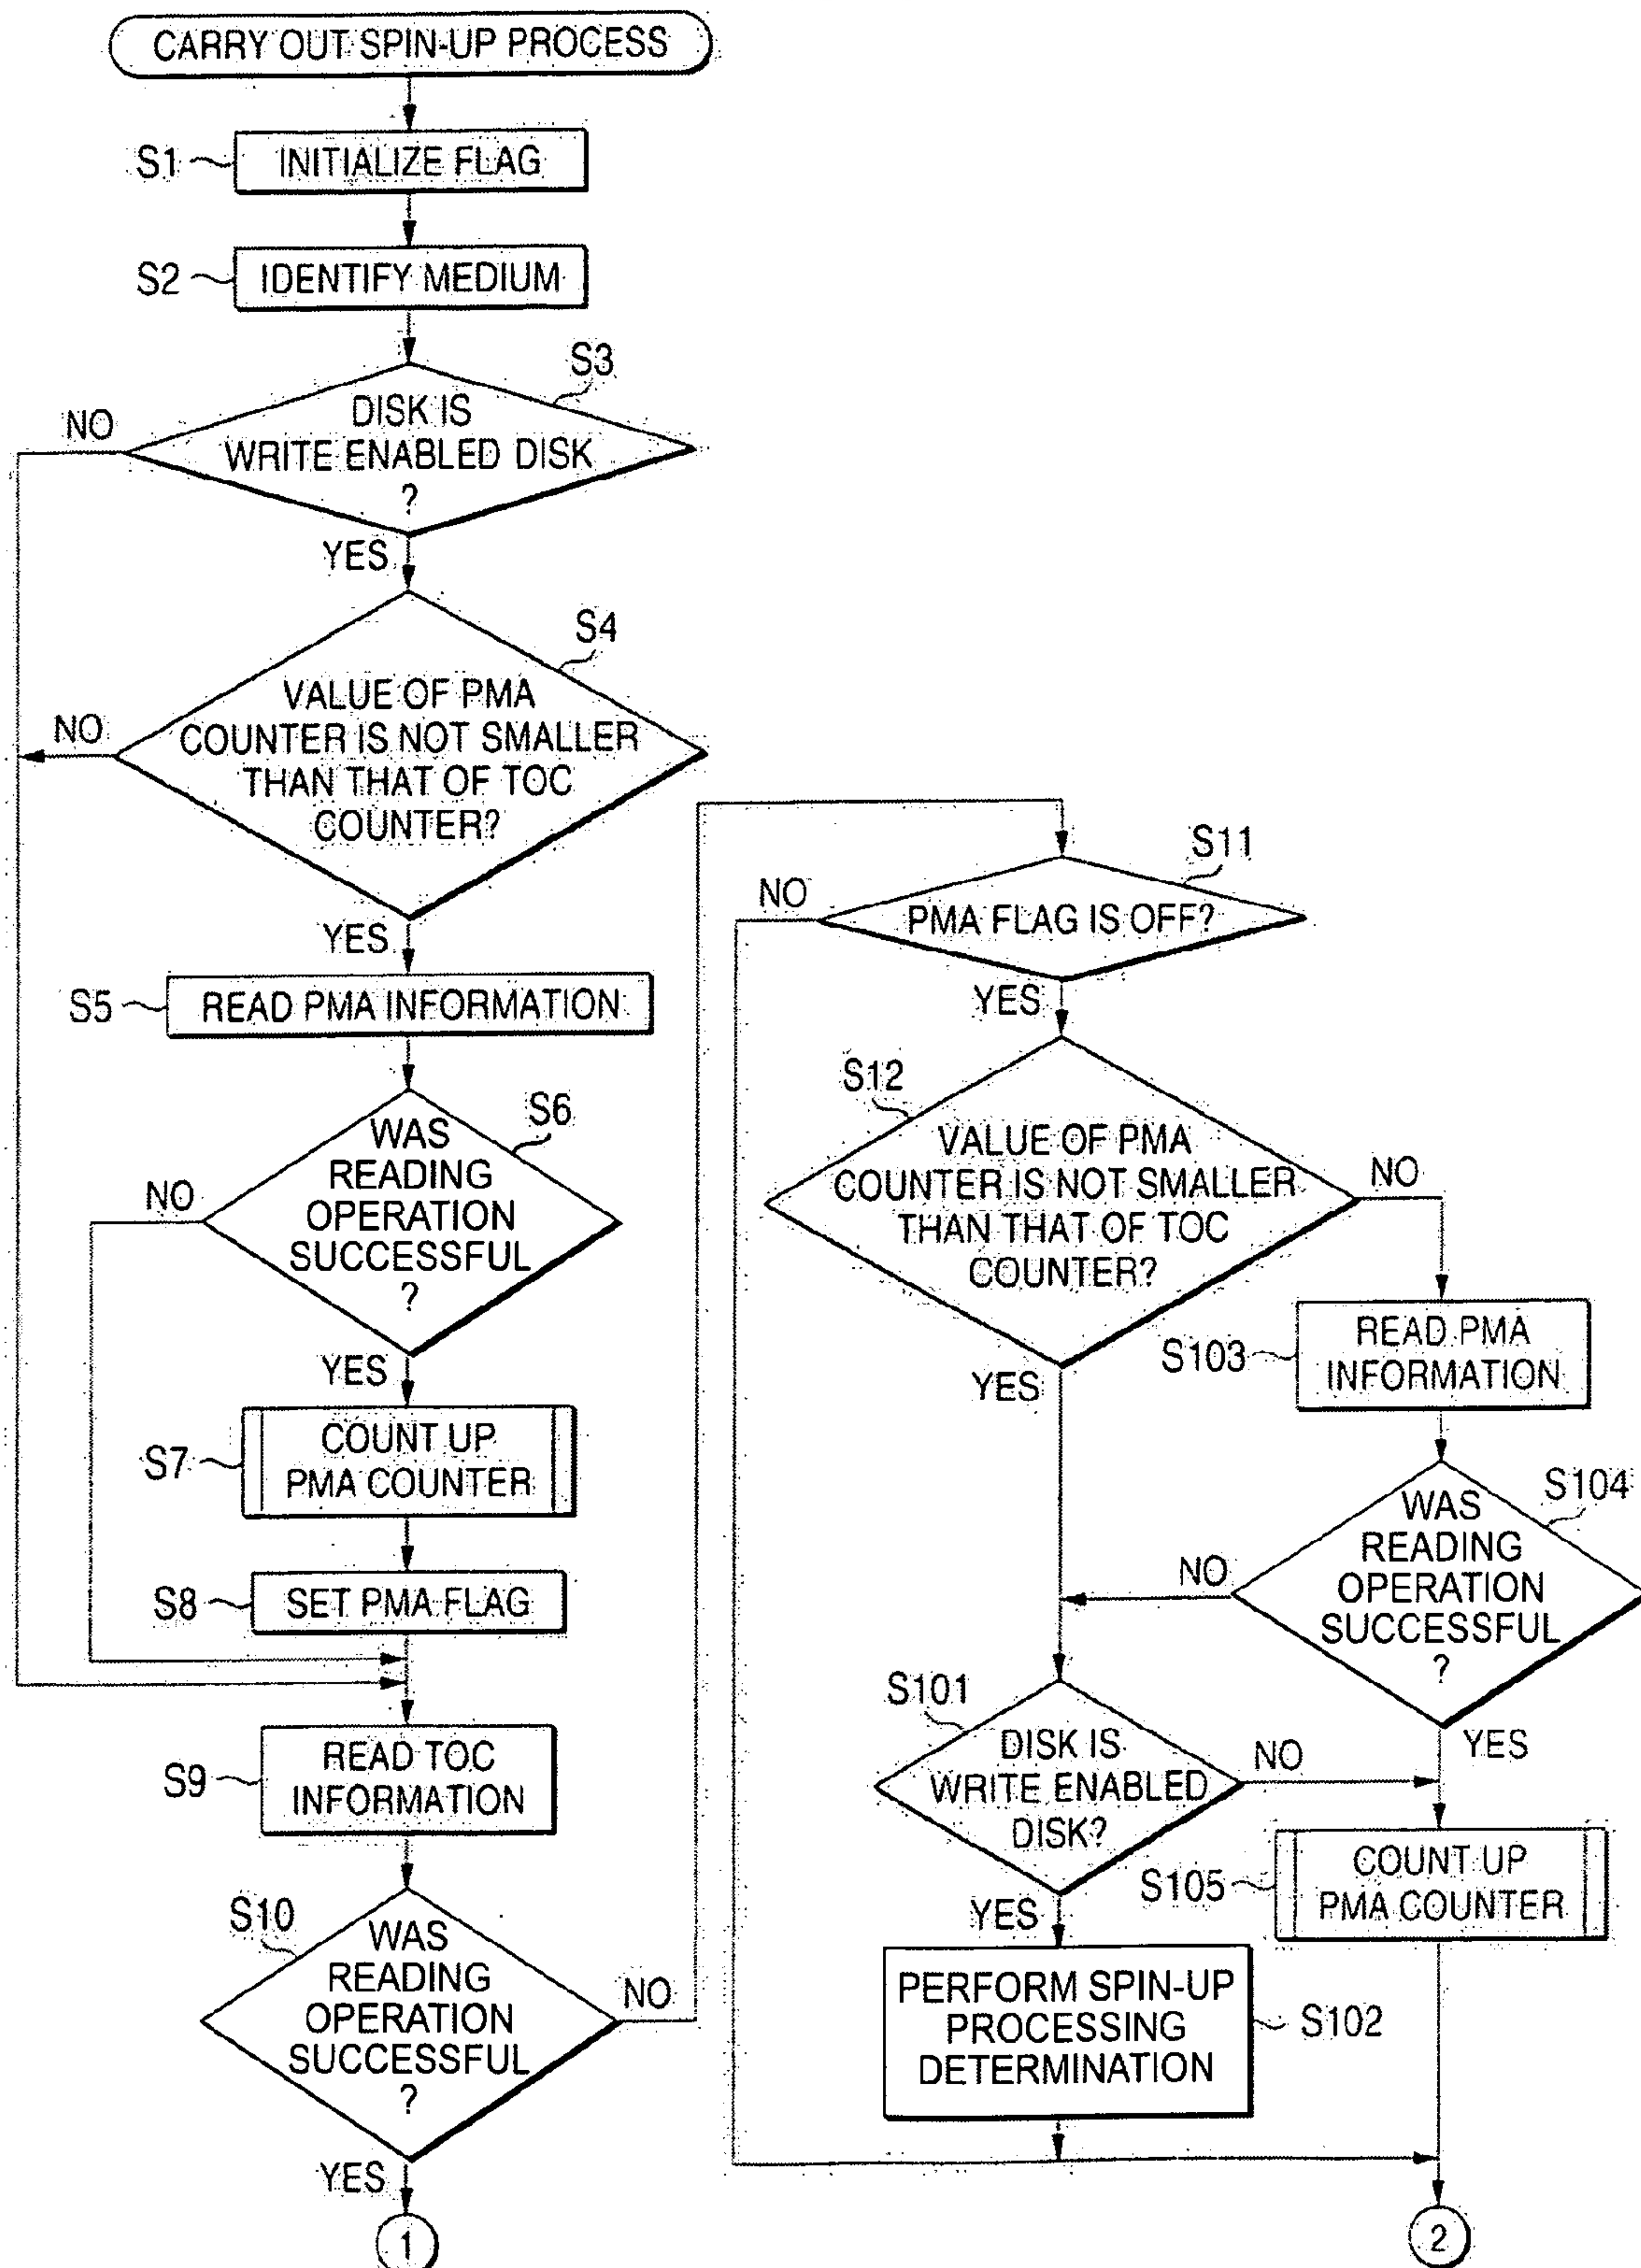 CARRY OUT SPIN-UP PROCESS
S1
INITIALIZE FLAG
S2
IDENTIFY MEDIUM
S3
DISK IS
WRITE ENABLED DISK
?
NO
YES
S4
VALUE OF PMA
COUNTER IS NOT SMALLER
THAN THAT OF TOC
COUNTER?
NO
YES
S5
READ PMA INFORMATION
S6
WAS
READING
OPERATION
SUCCESSFUL
?
NO
YES
S7
COUNT UP
PMA COUNTER
S8
SET PMA FLAG
S9
READ TOC
INFORMATION
S10
WAS
READING
OPERATION
SUCCESSFUL
?
NO
YES
1
S11
PMA FLAG IS OFF?
NO
YES
S12
VALUE OF PMA
COUNTER IS NOT SMALLER
THAN THAT OF TOC
COUNTER?
NO
YES
S103
READ PMA
INFORMATION
S104
WAS
READING
OPERATION
SUCCESSFUL
?
NO
YES
S101
DISK IS
WRITE ENABLED
DISK?
NO
YES
S105
COUNT UP
PMA COUNTER
PERFORM SPIN-UP
PROCESSING
DETERMINATION
S102
2